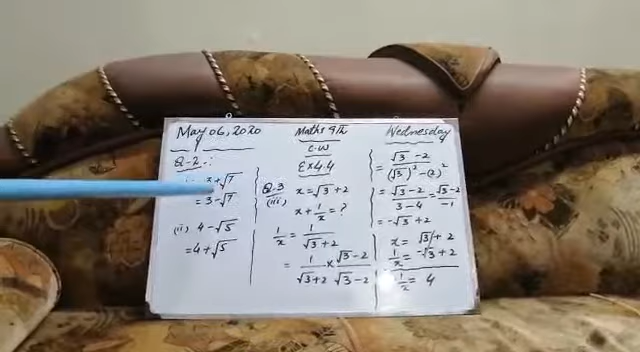 May 06, 2020
Maths 9th
Wednesday
C.W
Ex 4.4
Q-2-:
3+√7
= 3-√7
(ii) 4-√5
= 4+√5
Q.3
(iii)
x = √3 + 2
x + 1/x = ?
1/x = 1/(√3+2)
= 1/(√3+2) × (√3-2)/(√3-2)
= (√3-2)/((√3)²-(2)²)
= (√3-2)/(3-4) = (√3-2)/-1
= -√3 + 2
x = √3 + 2
1/x = -√3 + 2
1/x = 4